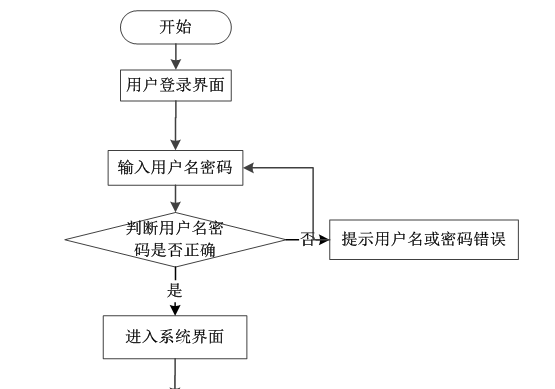 开始
用户登录界面
输入用户名密码
判断用户名密
码是否正确
否
提示用户名或密码错误
是
进入系统界面